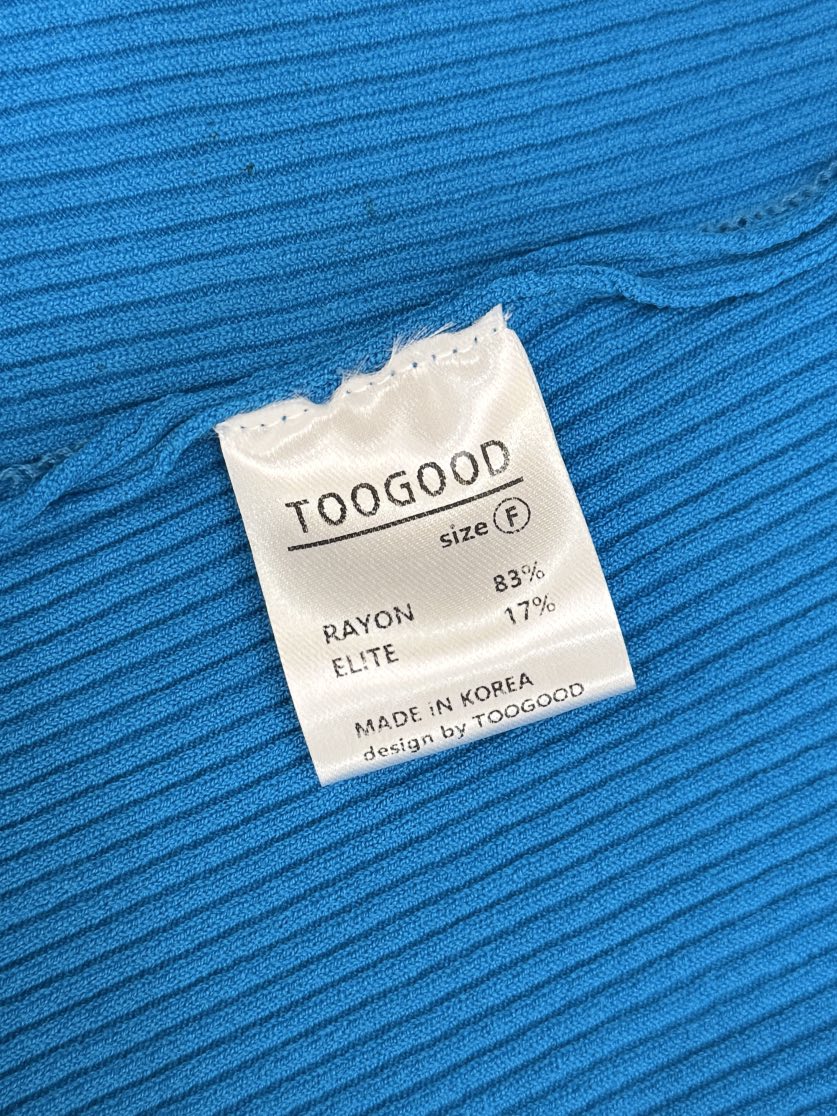 TOOGOOD
size F
RAYON 83%
ELITE 17%
MADE iN KOREA
design by TOOGOOD